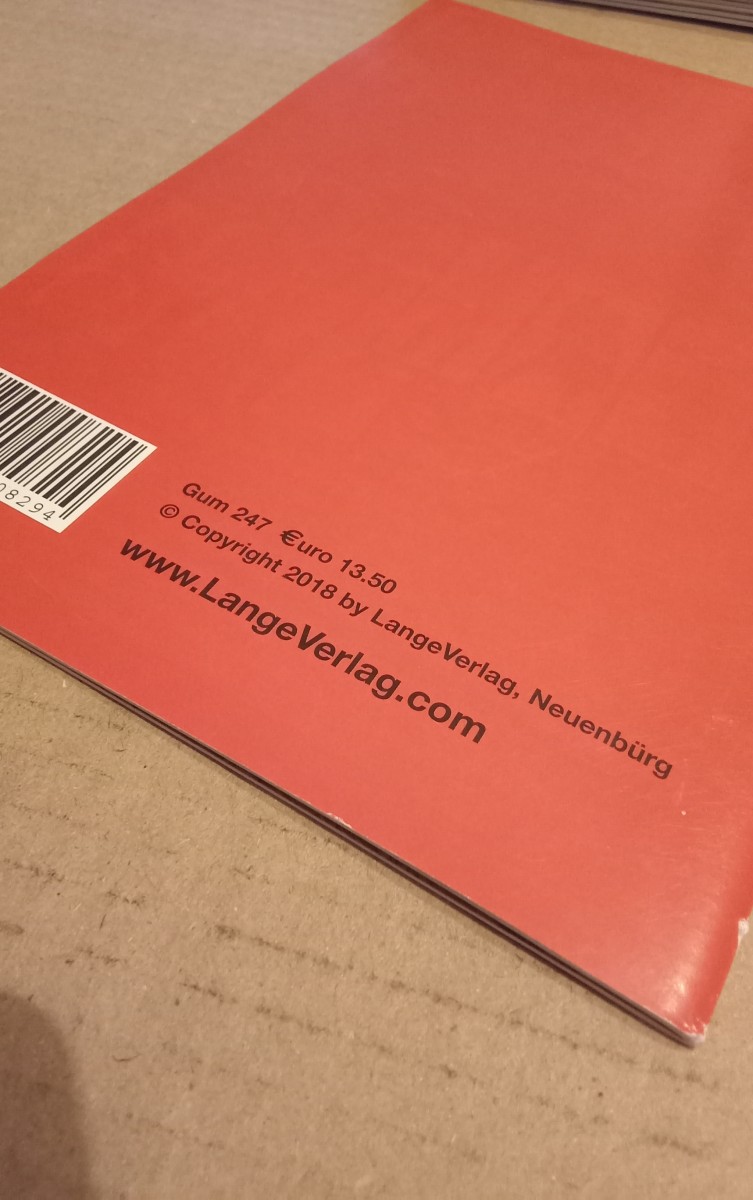 08294
Gum 247 €uro 13.50
© Copyright 2018 by LangeVerlag, Neuenbürg
www.LangeVerlag.com